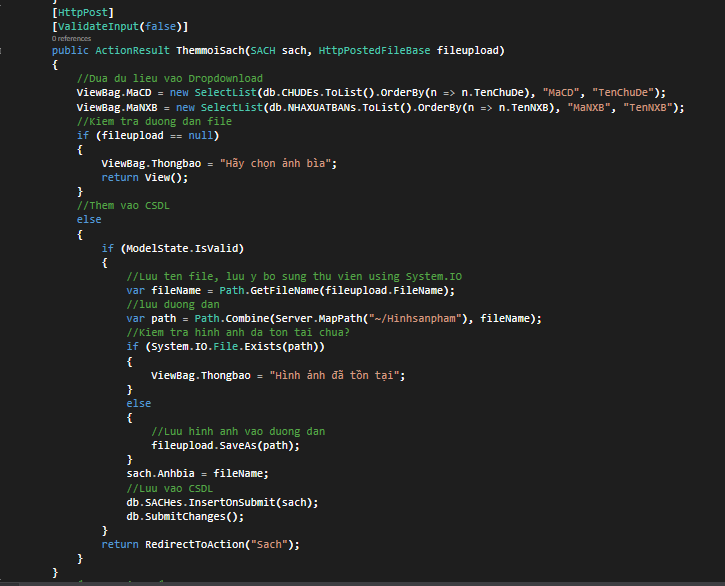 }
[HttpPost]
[ValidateInput(false)]
0 references
public ActionResult ThemmoiSach(SACH sach, HttpPostedFileBase fileupload)
{
//Dua du lieu vao Dropdownload
ViewBag.MaCD = new SelectList(db.CHUDEs.ToList().OrderBy(n => n.TenChuDe), "MaCD", "TenChuDe");
ViewBag.MaNXB = new SelectList(db.NHAXUATBANs.ToList().OrderBy(n => n.TenNXB), "MaNXB", "TenNXB");
//Kiem tra duong dan file
if (fileupload == null)
{
ViewBag.Thongbao = "Hãy chọn ảnh bìa";
return View();
}
//Them vao CSDL
else
{
if (ModelState.IsValid)
{
//Luu ten file, luu y bo sung thu vien using System.IO
var fileName = Path.GetFileName(fileupload.FileName);
//luu duong dan
var path = Path.Combine(Server.MapPath("~/Hinhsanpham"), fileName);
//Kiem tra hinh anh da ton tai chua?
if (System.IO.File.Exists(path))
{
ViewBag.Thongbao = "Hình ảnh đã tồn tại";
}
else
{
//Luu hinh anh vao duong dan
fileupload.SaveAs(path);
}
sach.Anhbia = fileName;
//Luu vao CSDL
db.SACHes.InsertOnSubmit(sach);
db.SubmitChanges();
}
return RedirectToAction("Sach");
}
}